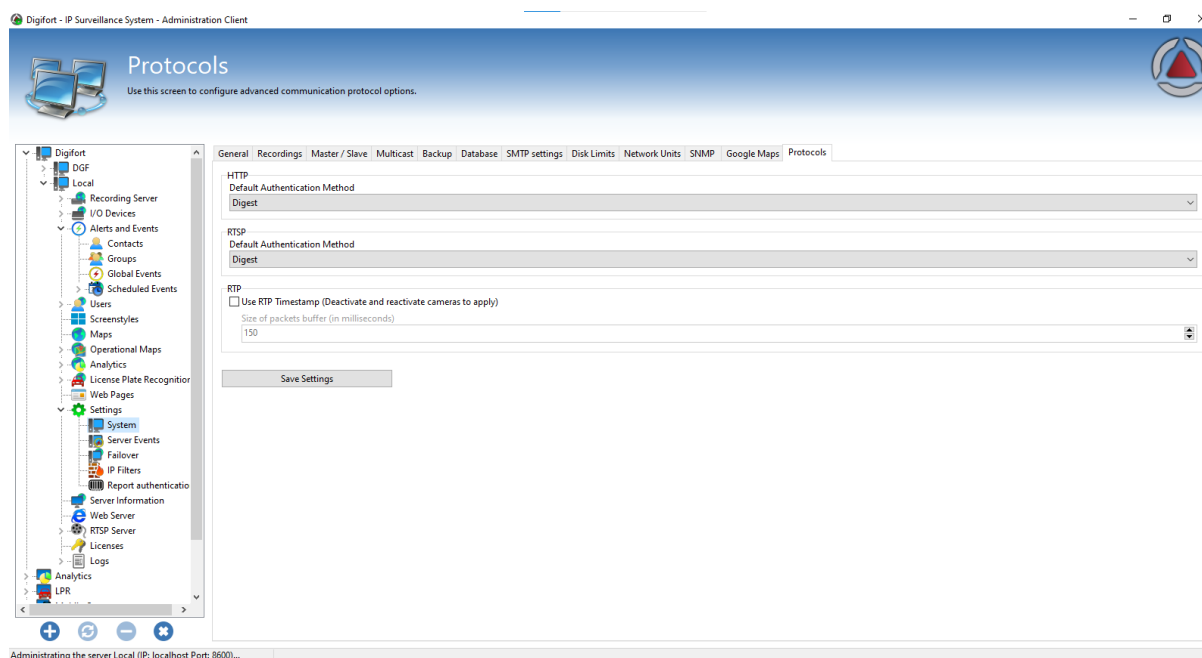 Digifort - IP Surveillance System - Administration Client
Protocols
Use this screen to configure advanced communication protocol options.
Digifort
DGF
Local
Recording Server
I/O Devices
Alerts and Events
Contacts
Groups
Global Events
Scheduled Events
Users
Screenstyles
Maps
Operational Maps
Analytics
License Plate Recognition
Web Pages
Settings
System
Server Events
Failover
IP Filters
Report authenticatio
Server Information
Web Server
RTSP Server
Licenses
Logs
Analytics
LPR
General Recordings Master / Slave Multicast Backup Database SMTP settings Disk Limits Network Units SNMP Google Maps Protocols
HTTP
Default Authentication Method
Digest
RTSP
Default Authentication Method
Digest
RTP
Use RTP Timestamp (Deactivate and reactivate cameras to apply)
Size of packets buffer (in milliseconds)
150
Save Settings
Administrating the server Local (IP: localhost Port: 8600)...